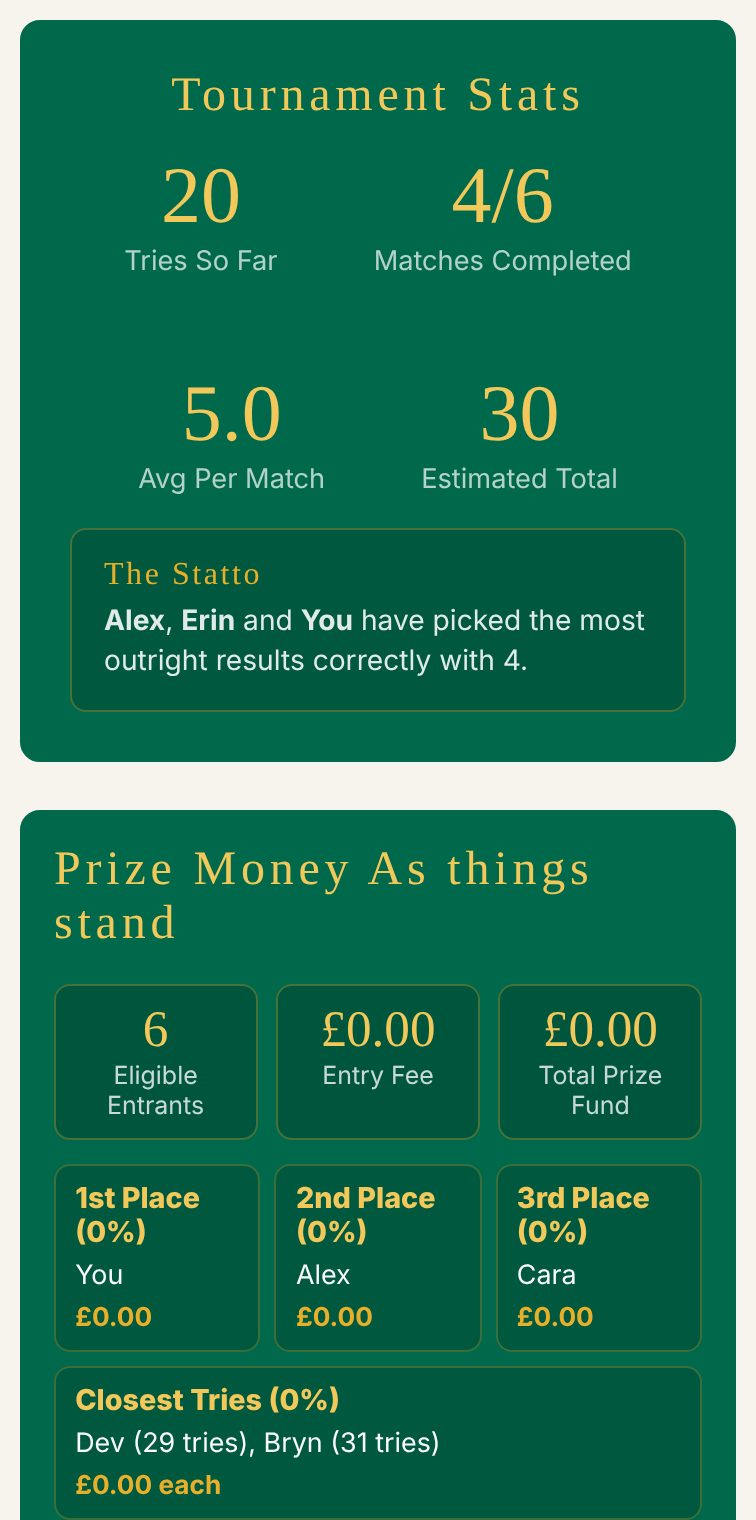 Tournament Stats
20
Tries So Far
4/6
Matches Completed
5.0
Avg Per Match
30
Estimated Total
The Statto
Alex, Erin and You have picked the most
outright results correctly with 4.
Prize Money As things
stand
6
Eligible
Entrants
£0.00
Entry Fee
£0.00
Total Prize
Fund
1st Place
(0%)
You
£0.00
2nd Place
(0%)
Alex
£0.00
3rd Place
(0%)
Cara
£0.00
Closest Tries (0%)
Dev (29 tries), Bryn (31 tries)
£0.00 each